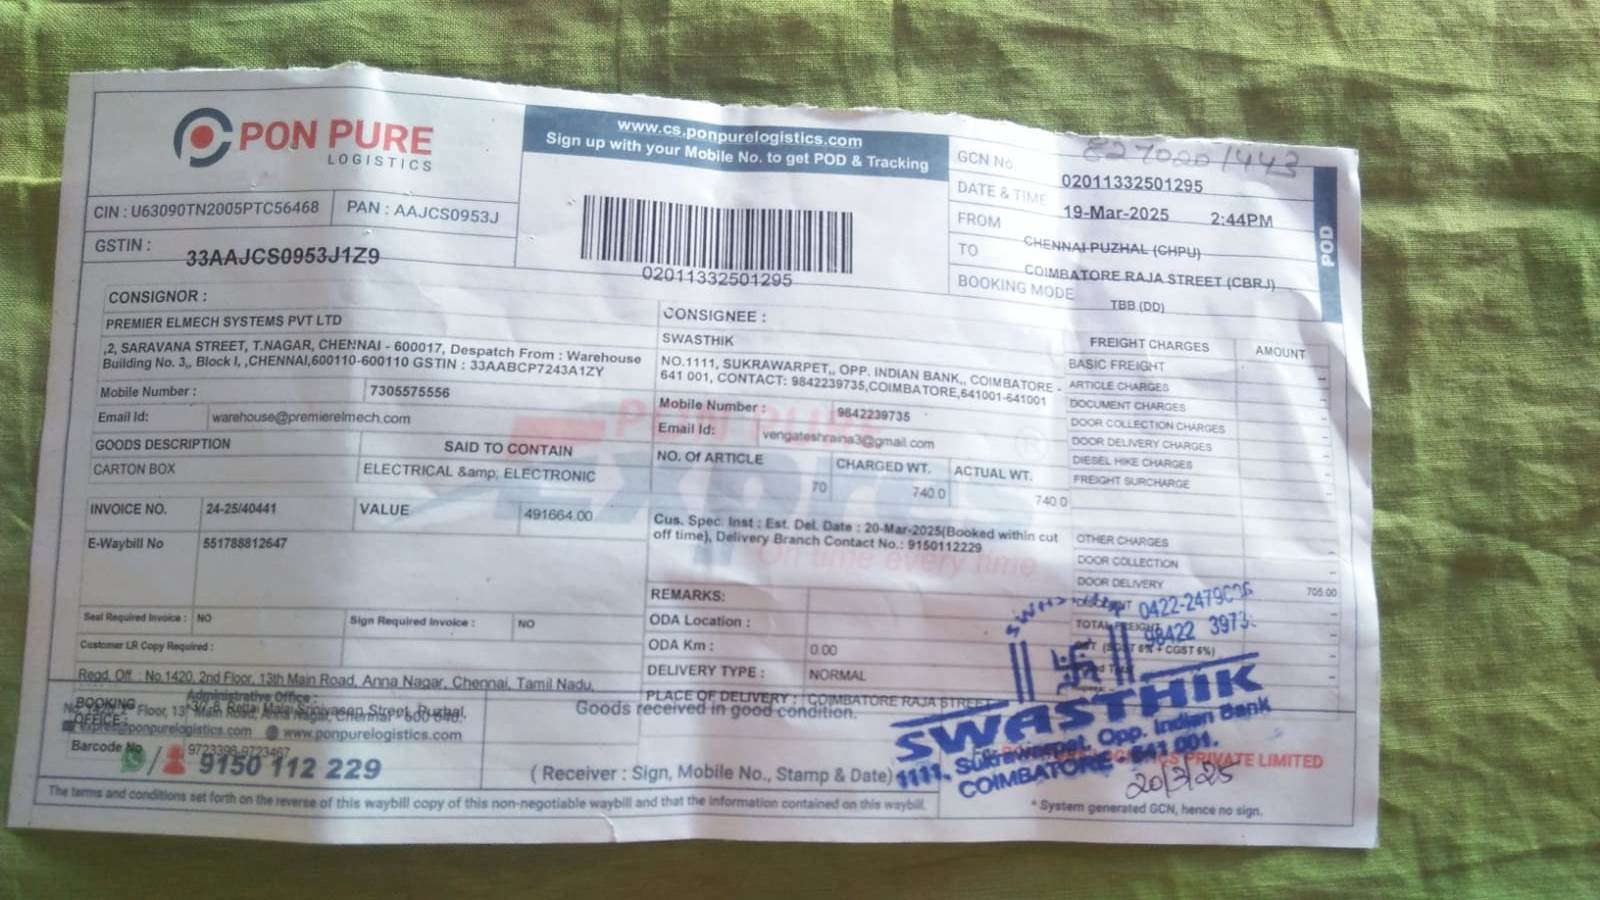 PON PURE
LOGISTICS
www.cs.ponpurelogistics.com
Sign up with your Mobile No. to get POD & Tracking
CIN : U63090TN2005PTC56468
PAN : AAJCS0953J
GSTIN :
33AAJCS0953J1Z9
02011332501295
GCN No.
02011332501295
DATE & TIME
19-Mar-2025 2:44PM
FROM
CHENNAI PUZHAL (CHPU)
TO
COIMBATORE RAJA STREET (CBRJ)
BOOKING MODE
TBB (DD)
POD
CONSIGNOR :
PREMIER ELMECH SYSTEMS PVT LTD
,2, SARAVANA STREET, T.NAGAR, CHENNAI - 600017, Despatch From : Warehouse
Building No. 3,, Block I, ,CHENNAI,600110-600110 GSTIN : 33AABCP7243A1ZY
Mobile Number : 7305575556
Email Id: warehouse@premierelmech.com
CONSIGNEE :
SWASTHIK
NO.1111, SUKRAWARPET,, OPP. INDIAN BANK,, COIMBATORE -
641 001, CONTACT: 9842239735,COIMBATORE,641001-641001
Mobile Number : 9842239735
Email Id: vengateshraina3@gmail.com
GOODS DESCRIPTION SAID TO CONTAIN
CARTON BOX ELECTRICAL &amp; ELECTRONIC
NO. Of ARTICLE CHARGED WT. ACTUAL WT.
70 740.0 740.0
INVOICE NO. 24-25/40441 VALUE 491664.00
E-Waybill No 551788812647
Cus. Spec. Inst : Est. Del. Date : 20-Mar-2025(Booked within cut
off time), Delivery Branch Contact No.: 9150112229
PON PURE
Express
On time every time
REMARKS:
ODA Location :
ODA Km : 0.00
DELIVERY TYPE : NORMAL
PLACE OF DELIVERY : COIMBATORE RAJA STREET
Seal Required Invoice : NO Sign Required Invoice : NO
Customer LR Copy Required :
FREIGHT CHARGES AMOUNT
BASIC FREIGHT
ARTICLE CHARGES
DOCUMENT CHARGES
DOOR COLLECTION CHARGES
DOOR DELIVERY CHARGES
DIESEL HIKE CHARGES
FREIGHT SURCHARGE
OTHER CHARGES
DOOR COLLECTION
DOOR DELIVERY
705.00
TOTAL FREIGHT
Regd. Off : No.1420, 2nd Floor, 13th Main Road, Anna Nagar, Chennai, Tamil Nadu,
BOOKING
OFFICE :
Administrative Office :
expres@ponpurelogistics.com www.ponpurelogistics.com
Barcode No 9723398-9723467
9150 112 229
Goods received in good condition.
( Receiver : Sign, Mobile No., Stamp & Date)
SWASTHIK
1111, Sukrawarpet, Opp. Indian Bank
COIMBATORE - 641 001.
20/3/25
PRIVATE LIMITED
* System generated GCN, hence no sign.
The terms and conditions set forth on the reverse of this waybill copy of this non-negotiable waybill and that the information contained on this waybill.